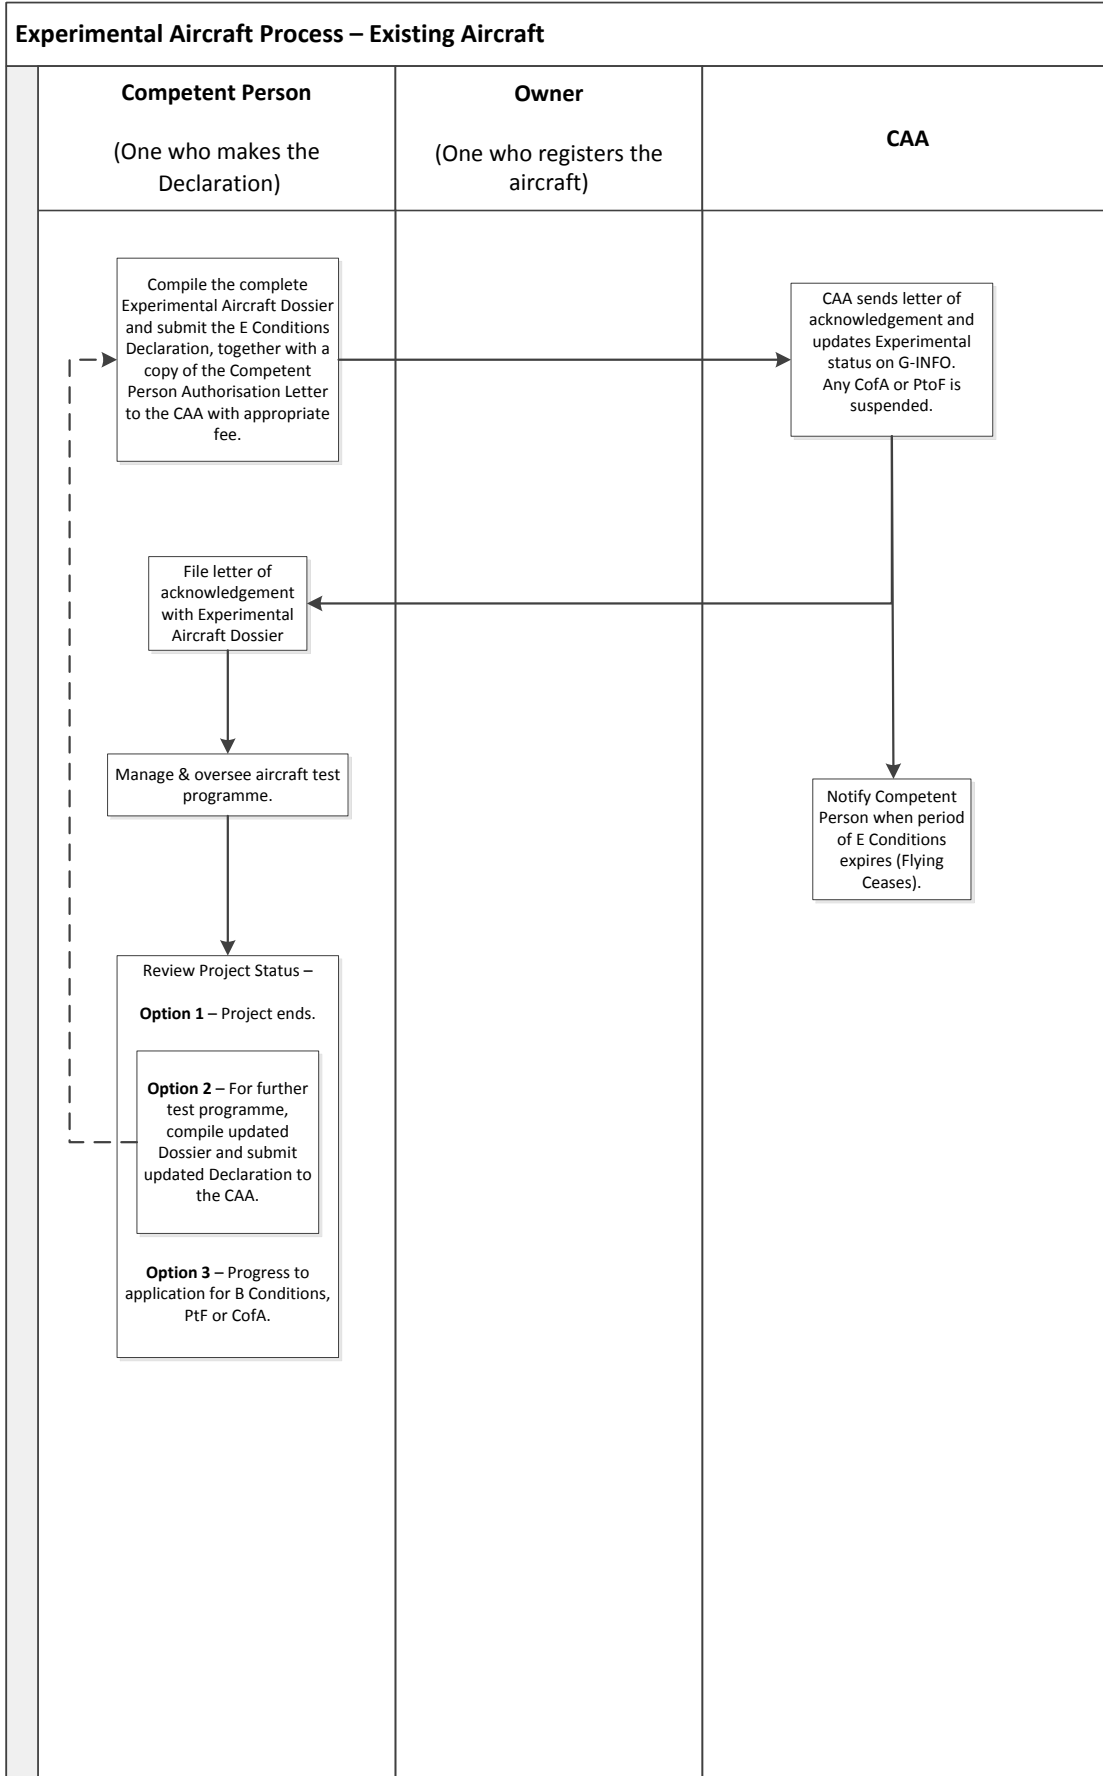 Experimental Aircraft Process – Existing Aircraft
Competent Person
(One who makes the
Declaration)
Owner
(One who registers the
aircraft)
CAA
Compile the complete
Experimental Aircraft Dossier
and submit the E Conditions
Declaration, together with a
copy of the Competent
Person Authorisation Letter
to the CAA with appropriate
fee.
CAA sends letter of
acknowledgement and
updates Experimental
status on G-INFO.
Any CofA or PtoF is
suspended.
File letter of
acknowledgement
with Experimental
Aircraft Dossier
Manage & oversee aircraft test
programme.
Notify Competent
Person when period
of E Conditions
expires (Flying
Ceases).
Review Project Status –
Option 1 – Project ends.
Option 2 – For further
test programme,
compile updated
Dossier and submit
updated Declaration to
the CAA.
Option 3 – Progress to
application for B Conditions,
PtF or CofA.